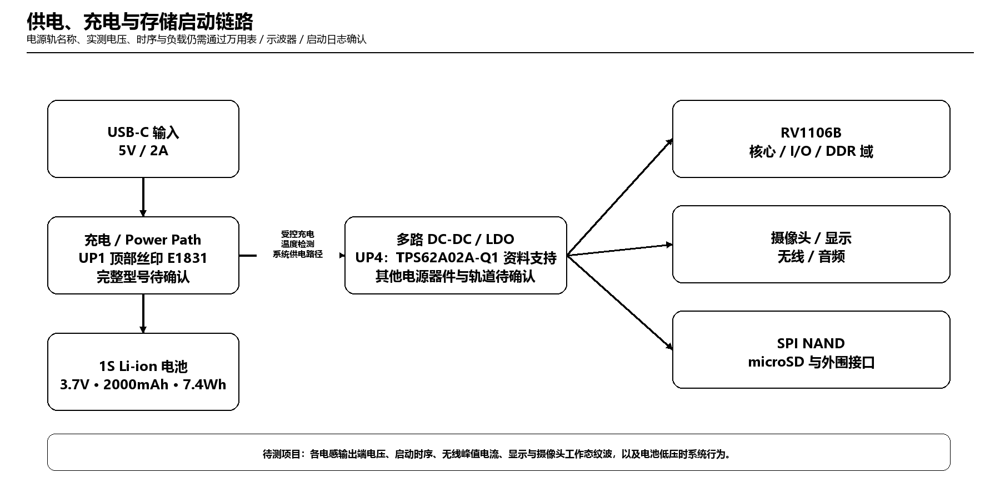 供电、充电与存储启动链路
电源轨名称、实测电压、时序与负载仍需通过万用表 / 示波器 / 启动日志确认
USB-C 输入
5V / 2A
充电 / Power Path
UP1 顶部丝印 E1831
完整型号待确认
1S Li-ion 电池
3.7V • 2000mAh • 7.4Wh
受控充电
温度检测
系统供电路径
多路 DC-DC / LDO
UP4：TPS62A02A-Q1 资料支持
其他电源器件与轨道待确认
RV1106B
核心 / I/O / DDR 域
摄像头 / 显示
无线 / 音频
SPI NAND
microSD 与外围接口
待测项目：各电感输出端电压、启动时序、无线峰值电流、显示与摄像头工作态纹波，以及电池低压时系统行为。